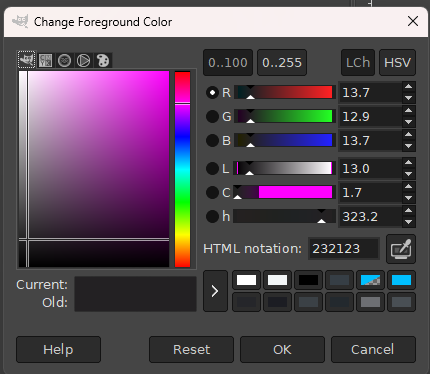 Change Foreground Color
0..100 0..255 LCh HSV
R 13.7
G 12.9
B 13.7
L 13.0
C 1.7
h 323.2
HTML notation: 232123
Current:
Old:
Help Reset OK Cancel